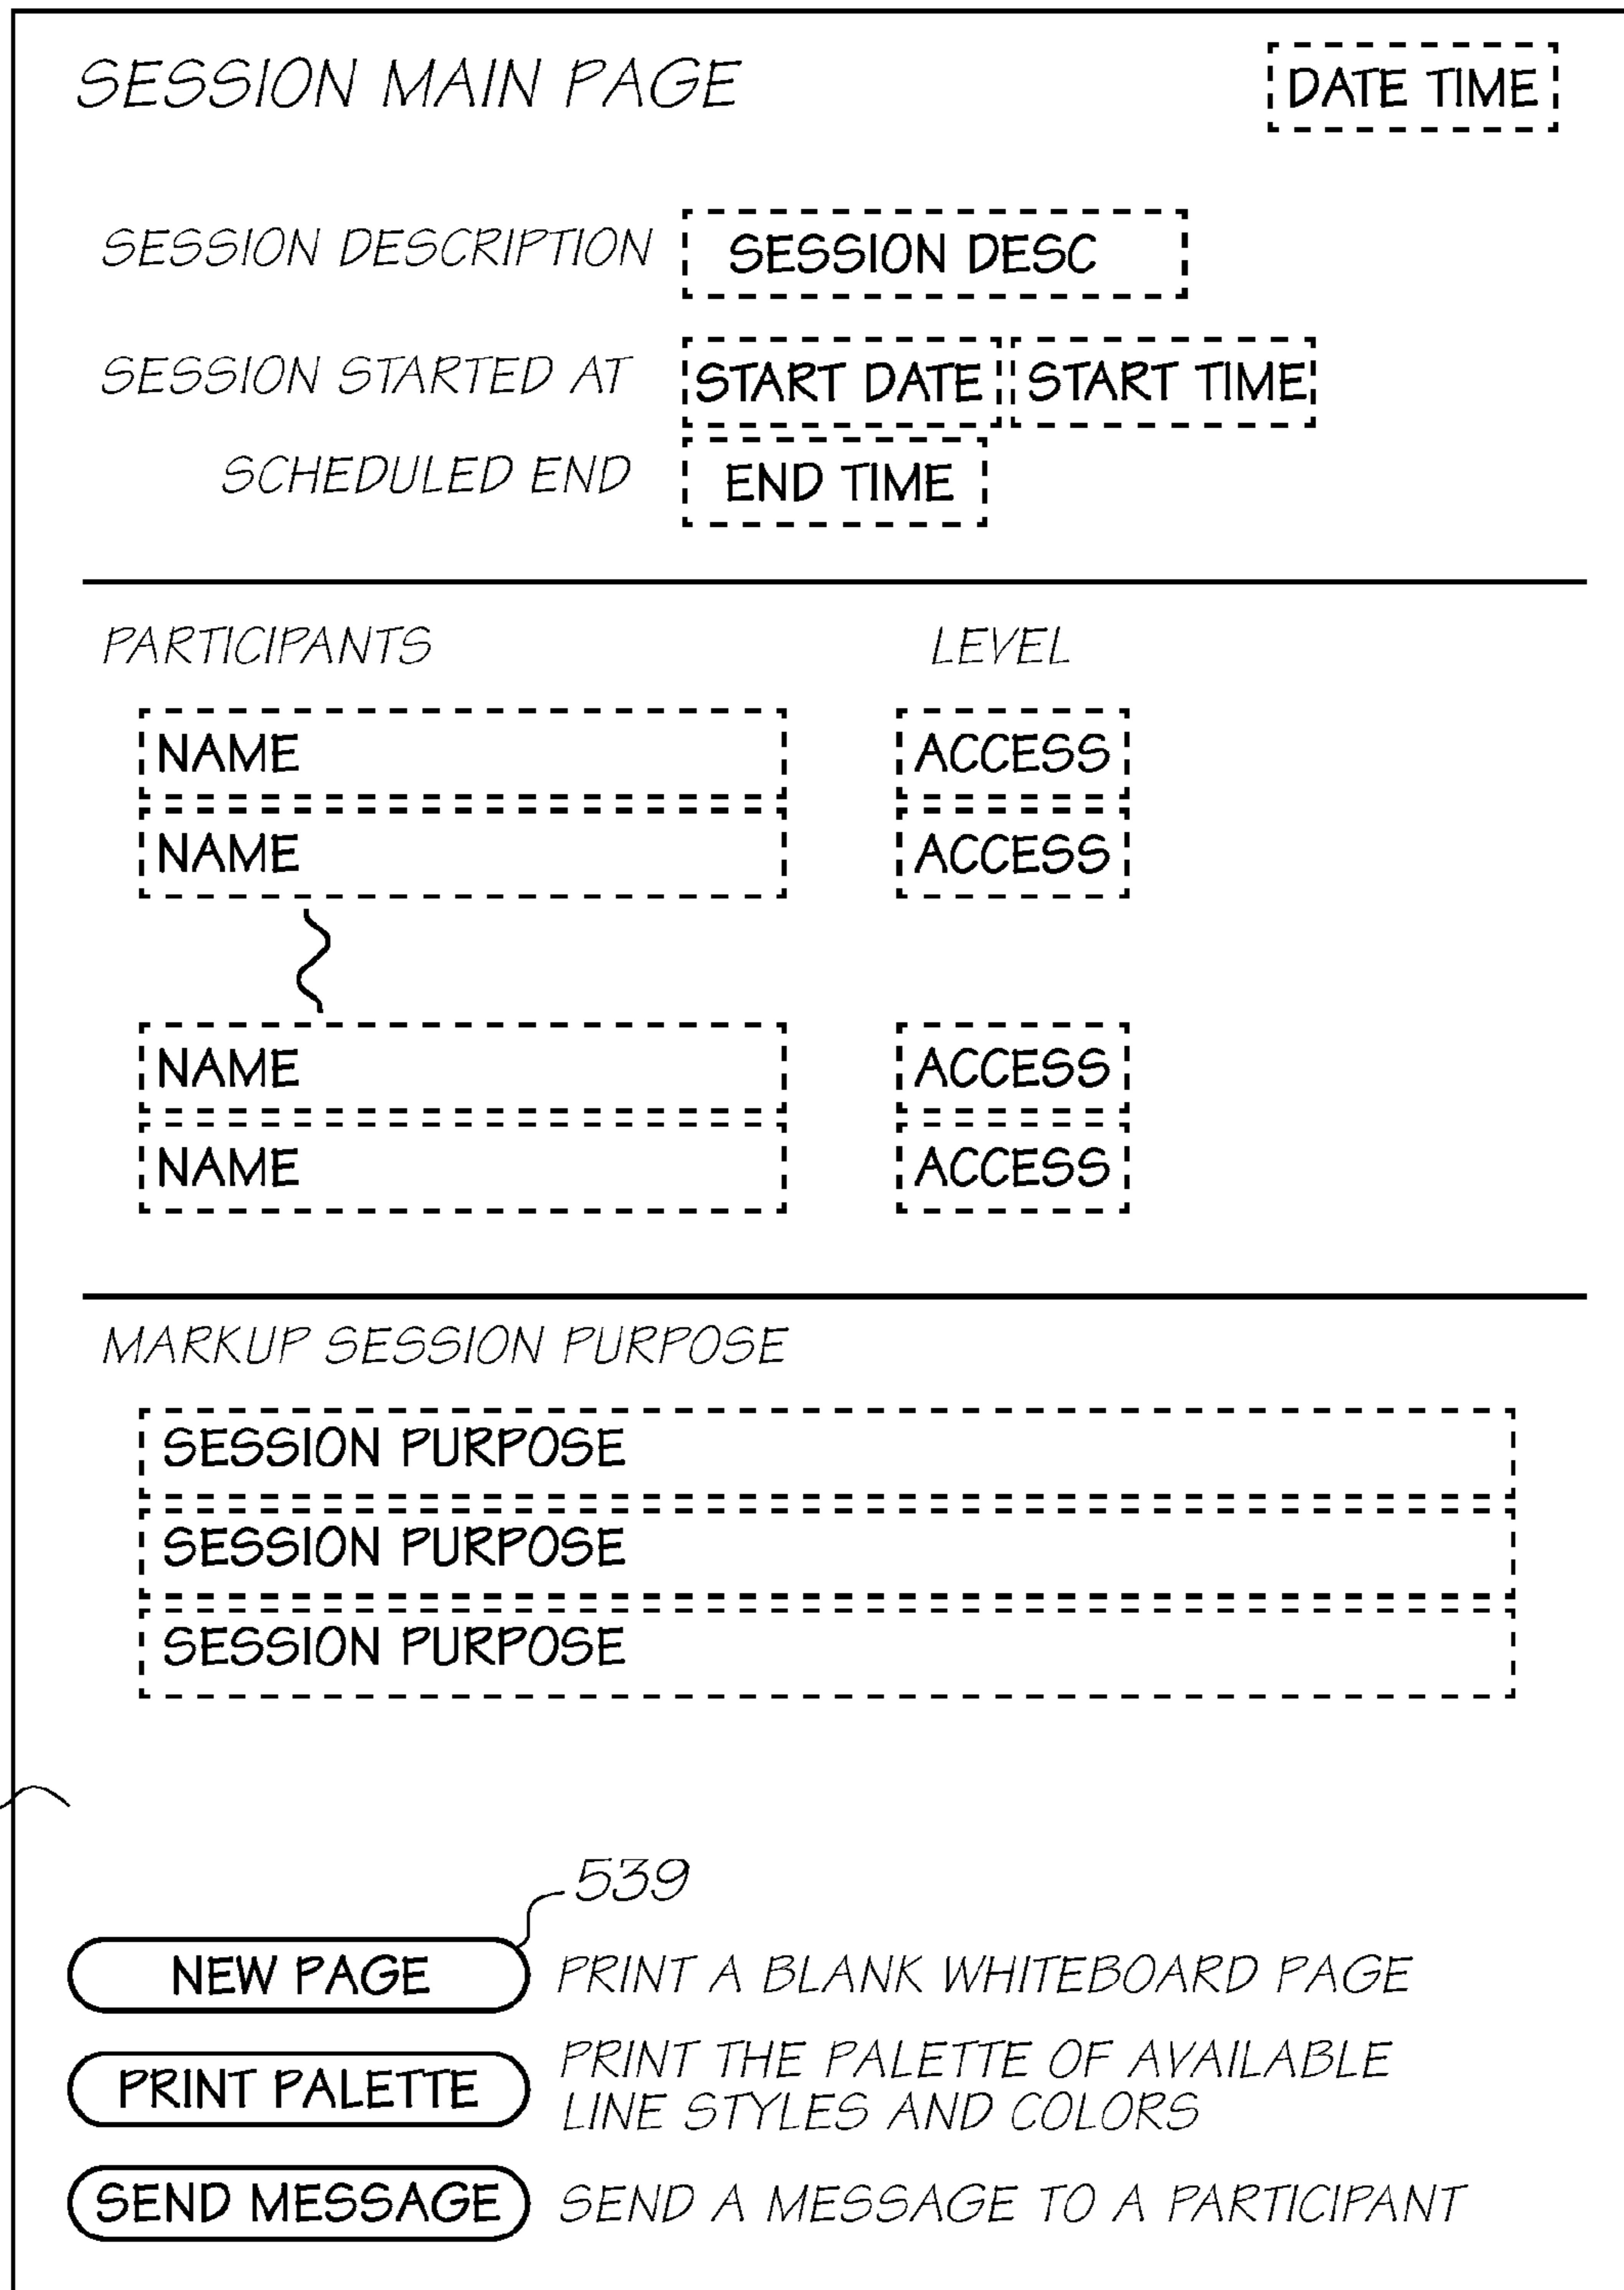 SESSION MAIN PAGE DATE TIME
SESSION DESCRIPTION SESSION DESC
SESSION STARTED AT START DATE START TIME
SCHEDULED END END TIME
PARTICIPANTS LEVEL
NAME ACCESS
NAME ACCESS
NAME ACCESS
NAME ACCESS
MARKUP SESSION PURPOSE
SESSION PURPOSE
SESSION PURPOSE
SESSION PURPOSE
539
NEW PAGE PRINT A BLANK WHITEBOARD PAGE
PRINT PALETTE PRINT THE PALETTE OF AVAILABLE
LINE STYLES AND COLORS
SEND MESSAGE SEND A MESSAGE TO A PARTICIPANT